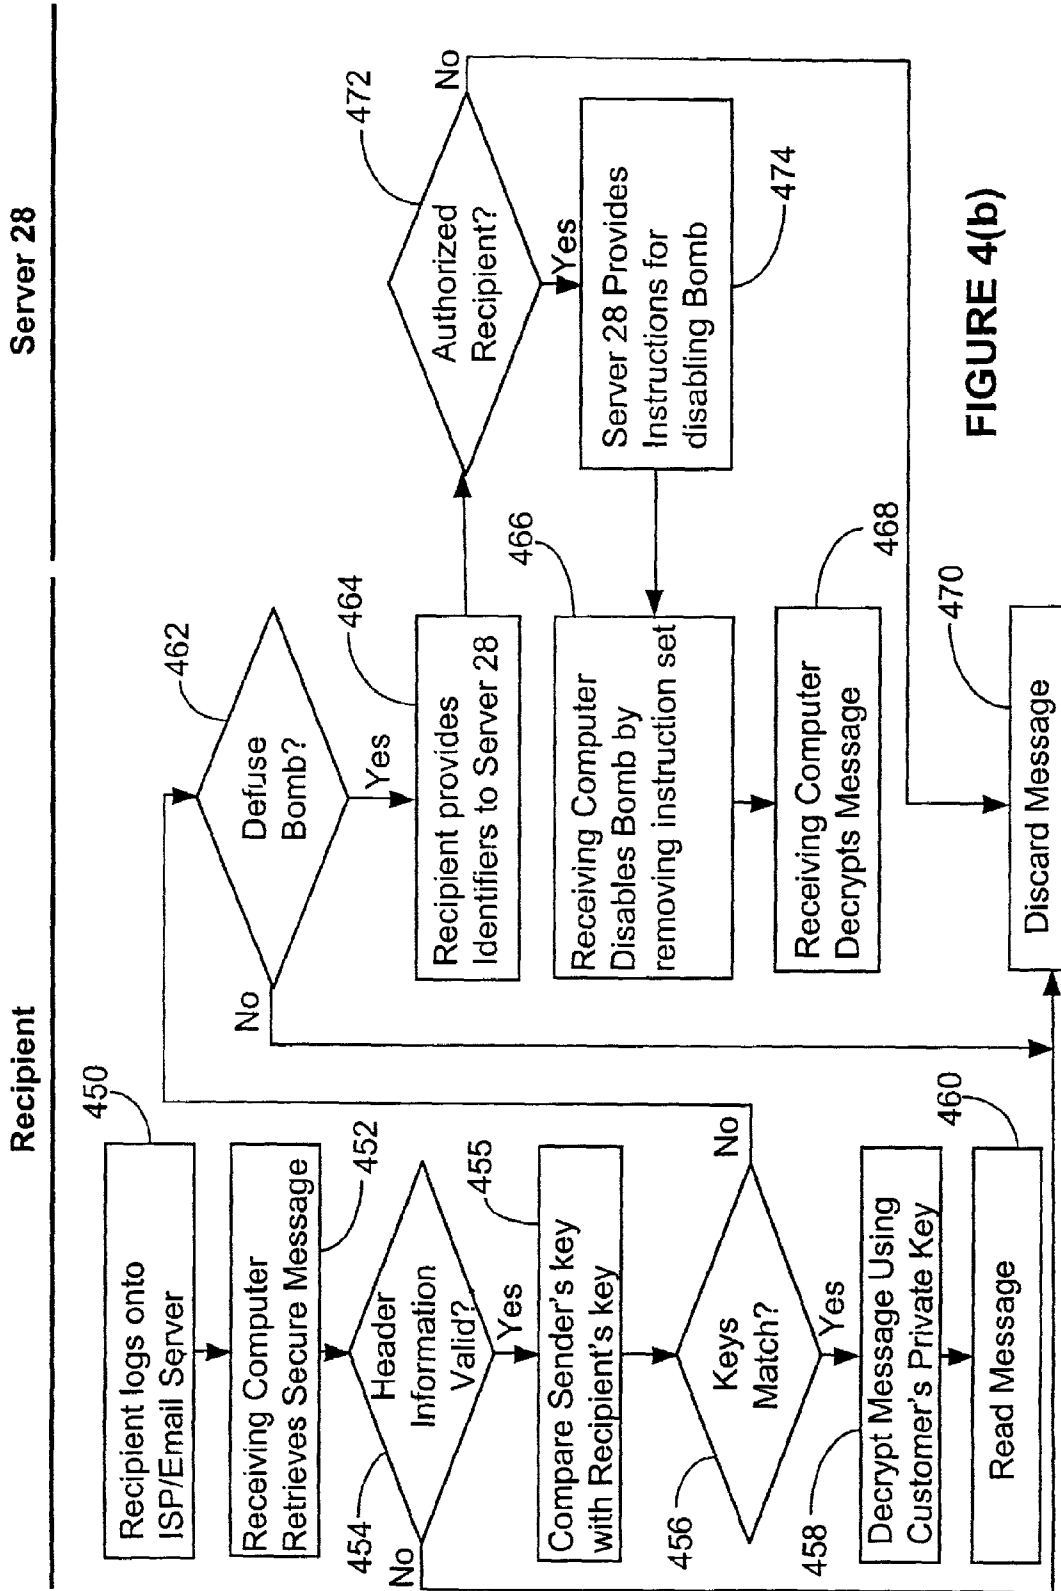 Recipient
Server 28
Recipient logs onto
ISP/Email Server
450
Receiving Computer
Retrieves Secure Message
452
Header
Information
Valid?
454
No
Yes
Compare Sender's key
with Recipient's key
455
Keys
Match?
456
No
Yes
Decrypt Message Using
Customer's Private Key
458
Read Message
460
Defuse
Bomb?
462
No
Yes
Recipient provides
Identifiers to Server 28
464
Receiving Computer
Disables Bomb by
removing instruction set
466
Receiving Computer
Decrypts Message
468
Discard Message
470
Authorized
Recipient?
472
No
Yes
Server 28 Provides
Instructions for
disabling Bomb
474
FIGURE 4(b)